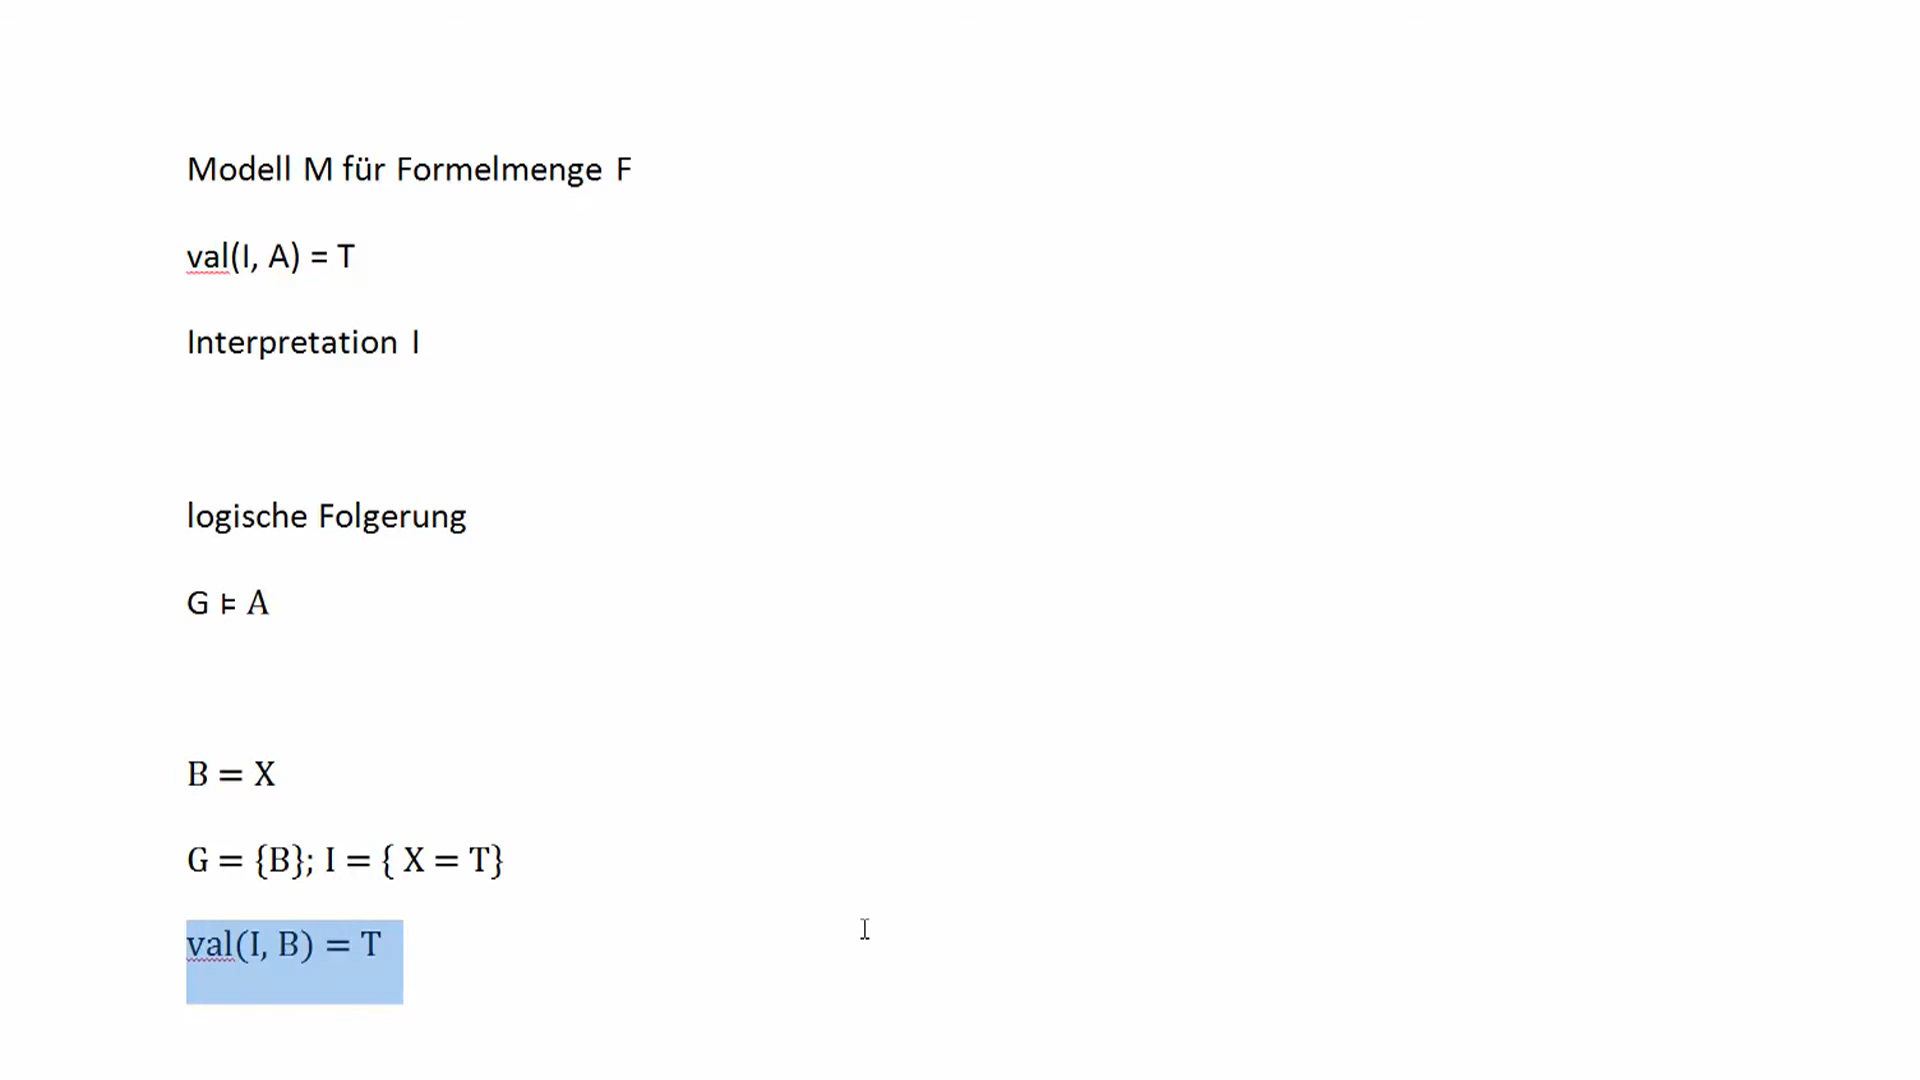 Modell M für Formelmenge F
val(I, A) = T
Interpretation I
logische Folgerung
G ⊧ A
B = X
G = {B}; I = { X = T}
val(I, B) = T